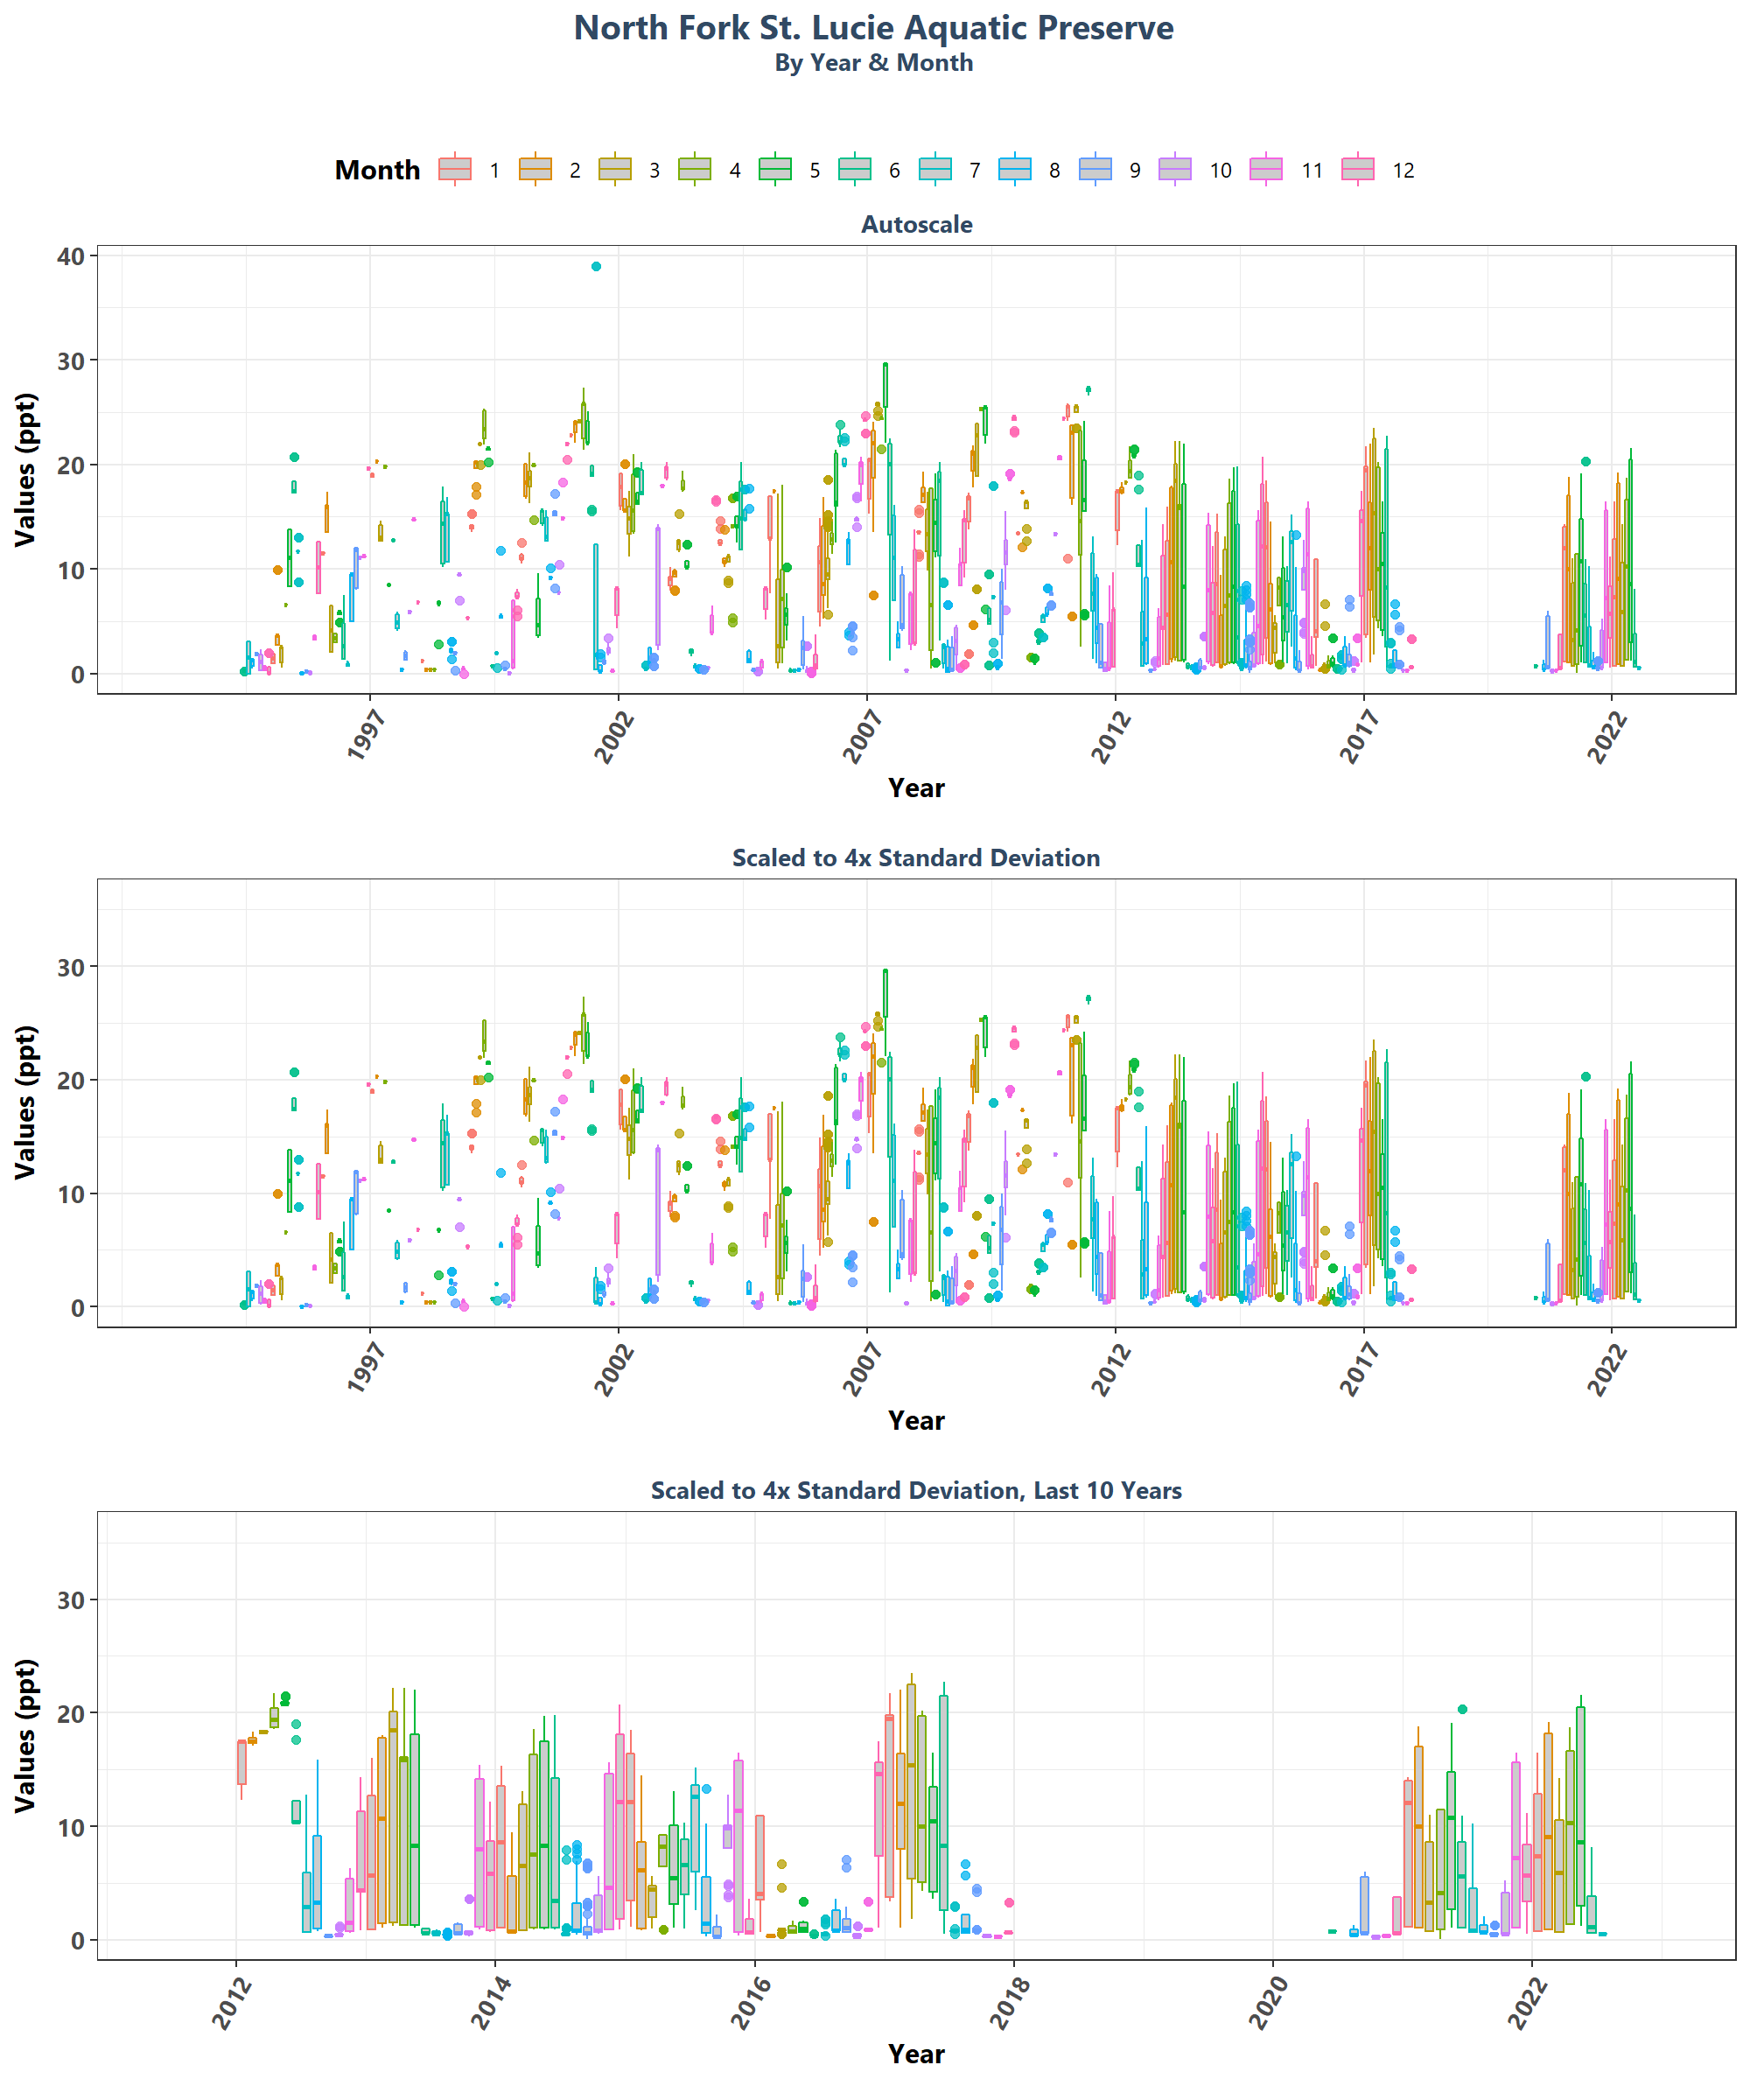 North Fork St. Lucie Aquatic Preserve
By Year & Month
Month 1 2 3 4 5 6 7 8 9 10 11 12
Autoscale
Values (ppt)
40
30
20
10
0
1997 2002 2007 2012 2017 2022
Year
Scaled to 4x Standard Deviation
Values (ppt)
30
20
10
0
1997 2002 2007 2012 2017 2022
Year
Scaled to 4x Standard Deviation, Last 10 Years
Values (ppt)
30
20
10
0
2012 2014 2016 2018 2020 2022
Year